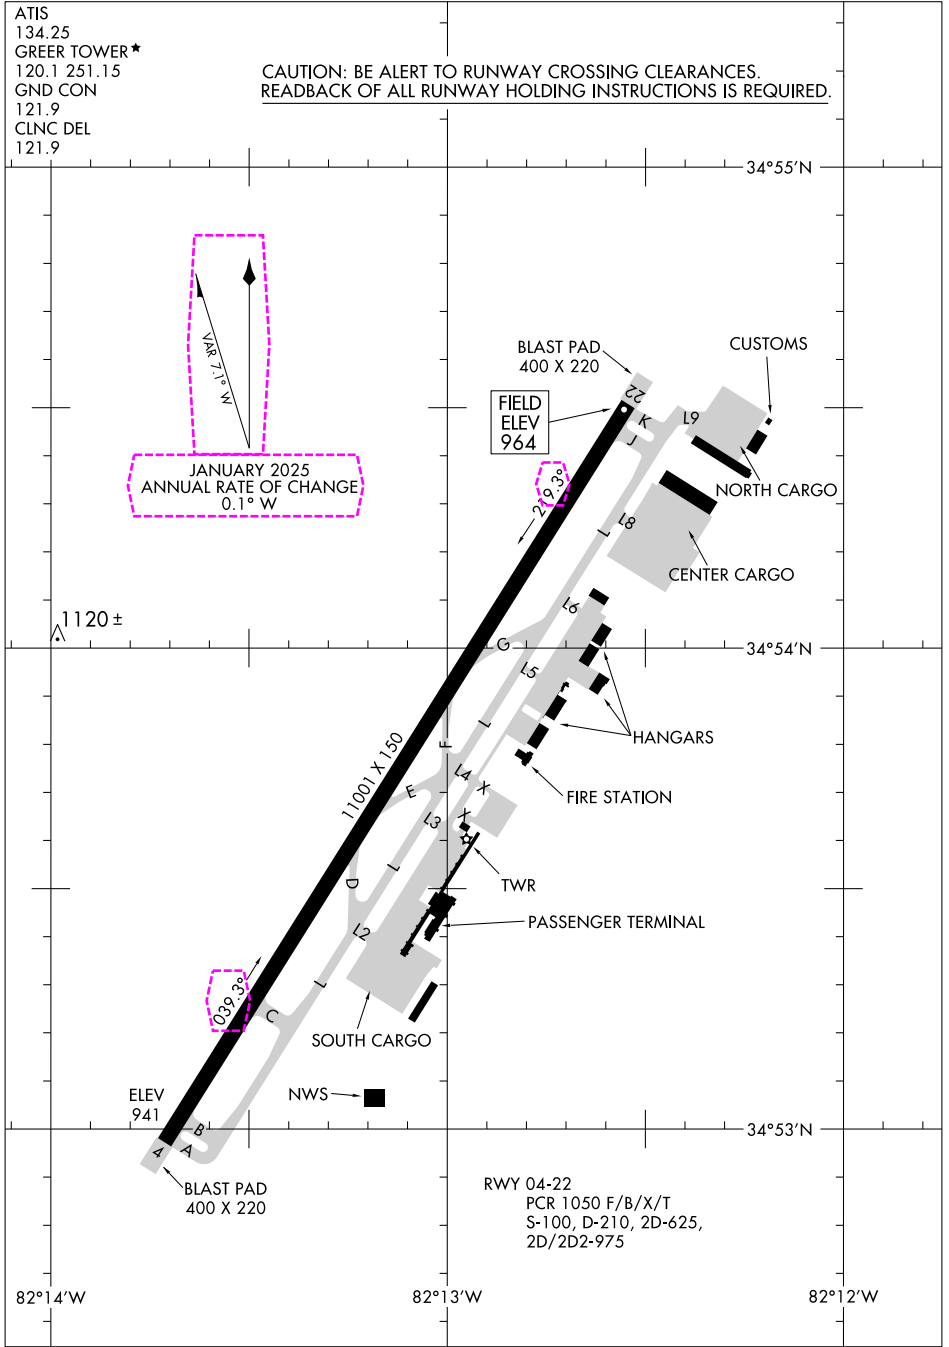 ATIS
134.25
GREER TOWER★
120.1 251.15
GND CON
121.9
CLNC DEL
121.9
CAUTION: BE ALERT TO RUNWAY CROSSING CLEARANCES.
READBACK OF ALL RUNWAY HOLDING INSTRUCTIONS IS REQUIRED.
34°55'N
VAR 7.1° W
JANUARY 2025
ANNUAL RATE OF CHANGE
0.1° W
BLAST PAD
400 X 220
CUSTOMS
22
FIELD
ELEV
964
K
J
L9
219.3°
NORTH CARGO
L
L8
CENTER CARGO
L6
1120 ±
34°54'N
G
L5
L
HANGARS
F
11001 X 150
L4
X
FIRE STATION
E
L3
X
L
TWR
D
PASSENGER TERMINAL
L2
L
039.3°
C
SOUTH CARGO
NWS
ELEV
941
B
A
34°53'N
4
BLAST PAD
400 X 220
RWY 04-22
PCR 1050 F/B/X/T
S-100, D-210, 2D-625,
2D/2D2-975
82°14'W
82°13'W
82°12'W